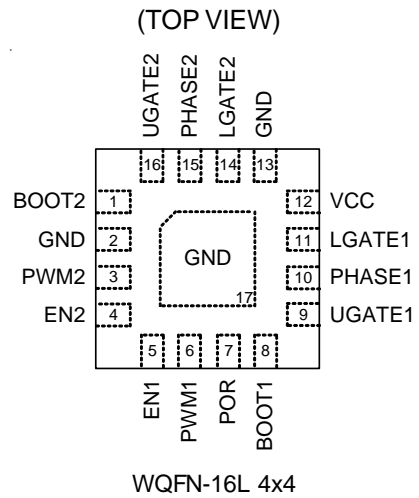 (TOP VIEW)
UGATE2
PHASE2
LGATE2
GND
16
15
14
13
BOOT2
1
12
VCC
GND
2
11
LGATE1
GND
PWM2
3
10
PHASE1
EN2
4
17
9
UGATE1
5
6
7
8
EN1
PWM1
POR
BOOT1
WQFN-16L 4x4